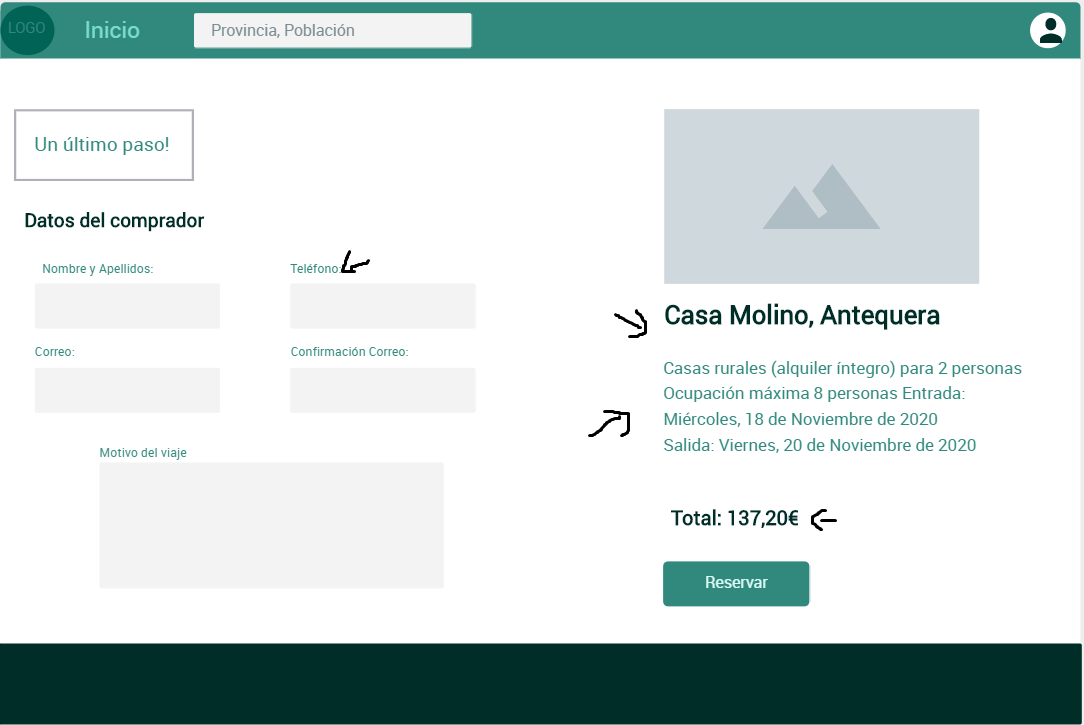 LOGO
Inicio
Provincia, Población
Un último paso!
Datos del comprador
Nombre y Apellidos:
Teléfono:
Correo:
Confirmación Correo:
Motivo del viaje
Casa Molino, Antequera
Casas rurales (alquiler íntegro) para 2 personas
Ocupación máxima 8 personas Entrada:
Miércoles, 18 de Noviembre de 2020
Salida: Viernes, 20 de Noviembre de 2020
Total: 137,20€
Reservar